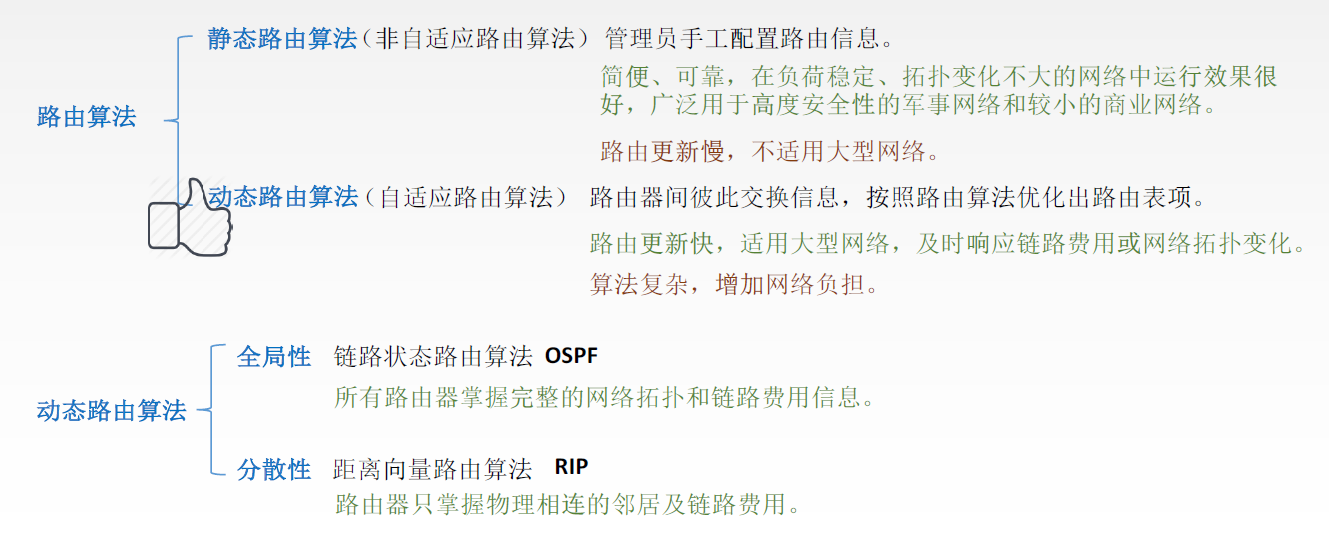 静态路由算法（非自适应路由算法）管理员手工配置路由信息。
简便、可靠，在负荷稳定、拓扑变化不大的网络中运行效果很
好，广泛用于高度安全性的军事网络和较小的商业网络。
路由算法
路由更新慢，不适用大型网络。
动态路由算法（自适应路由算法） 路由器间彼此交换信息，按照路由算法优化出路由表项。
路由更新快，适用大型网络，及时响应链路费用或网络拓扑变化。
算法复杂，增加网络负担。
全局性 链路状态路由算法 OSPF
所有路由器掌握完整的网络拓扑和链路费用信息。
动态路由算法
分散性 距离向量路由算法 RIP
路由器只掌握物理相连的邻居及链路费用。